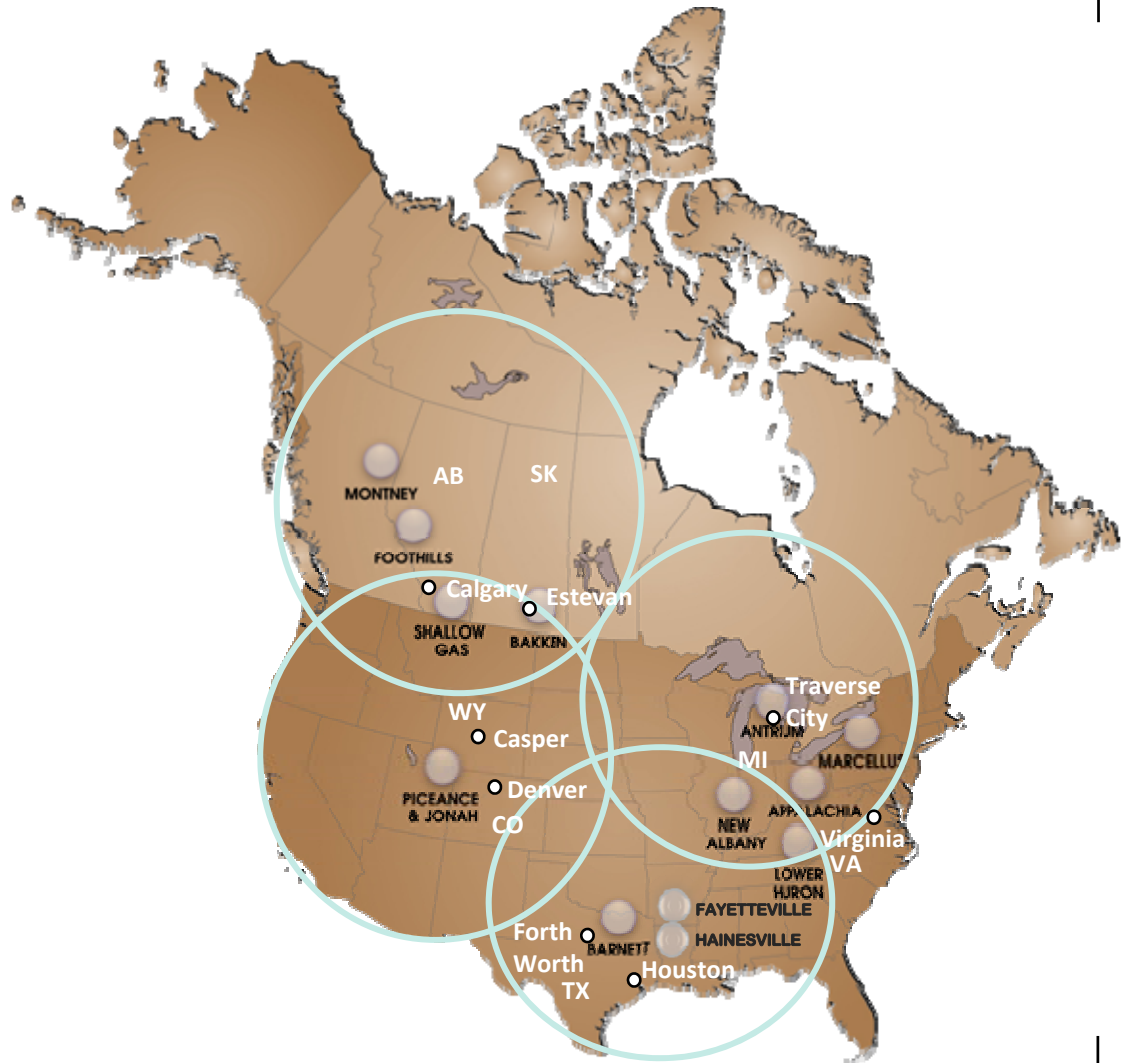 AB
SK
MONTNEY
FOOTHILLS
Calgary
Estevan
SHALLOW
GAS
BAKKEN
Traverse
City
ANTRIUM
MI
MARCELLUS
WY
Casper
PICEANCE
& JONAH
Denver
CO
NEW
ALBANY
APPALACHIA
Virginia
VA
LOWER
HURON
FAYETTEVILLE
HAINESVILLE
BARNETT
Forth
Worth
TX
Houston